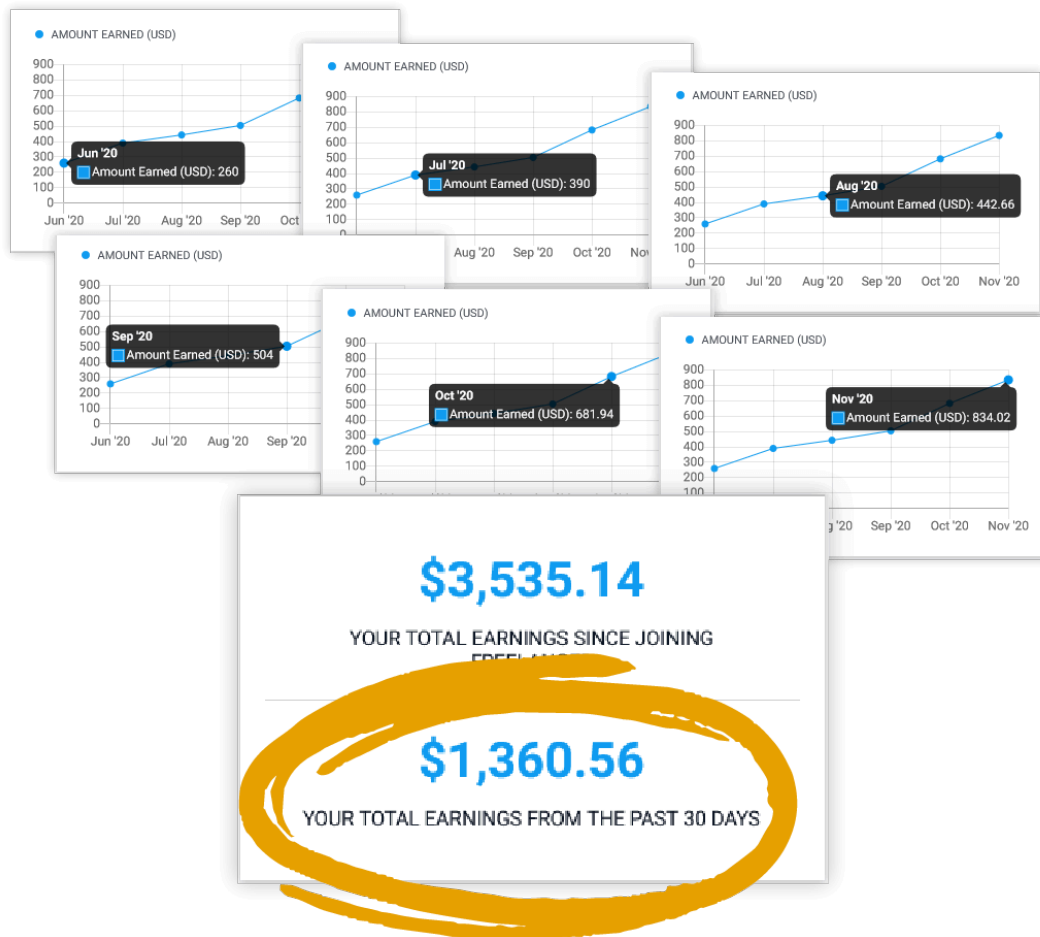 AMOUNT EARNED (USD)
900
800
700
600
500
400
300
200
100
0
Jun '20
Amount Earned (USD): 260
Jun '20 Jul '20 Aug '20 Sep '20 Oct
AMOUNT EARNED (USD)
900
800
700
600
500
400
300
200
Jul '20
Amount Earned (USD): 390
Aug '20 Sep '20 Oct '20
AMOUNT EARNED (USD)
900
800
700
600
500
400
300
200
100
0
Aug '20
Amount Earned (USD): 442.66
Jun '20 Jul '20 Aug '20 Sep '20 Oct '20 Nov '20
AMOUNT EARNED (USD)
900
800
700
600
500
400
300
200
100
0
Sep '20
Amount Earned (USD): 504
Jun '20 Jul '20 Aug '20 Sep '20
AMOUNT EARNED (USD)
900
800
700
600
500
400
300
200
100
0
Oct '20
Amount Earned (USD): 681.94
AMOUNT EARNED (USD)
900
800
700
600
500
400
300
200
100
Nov '20
Amount Earned (USD): 834.02
'20 Sep '20 Oct '20 Nov '20
$3,535.14
YOUR TOTAL EARNINGS SINCE JOINING
$1,360.56
YOUR TOTAL EARNINGS FROM THE PAST 30 DAYS